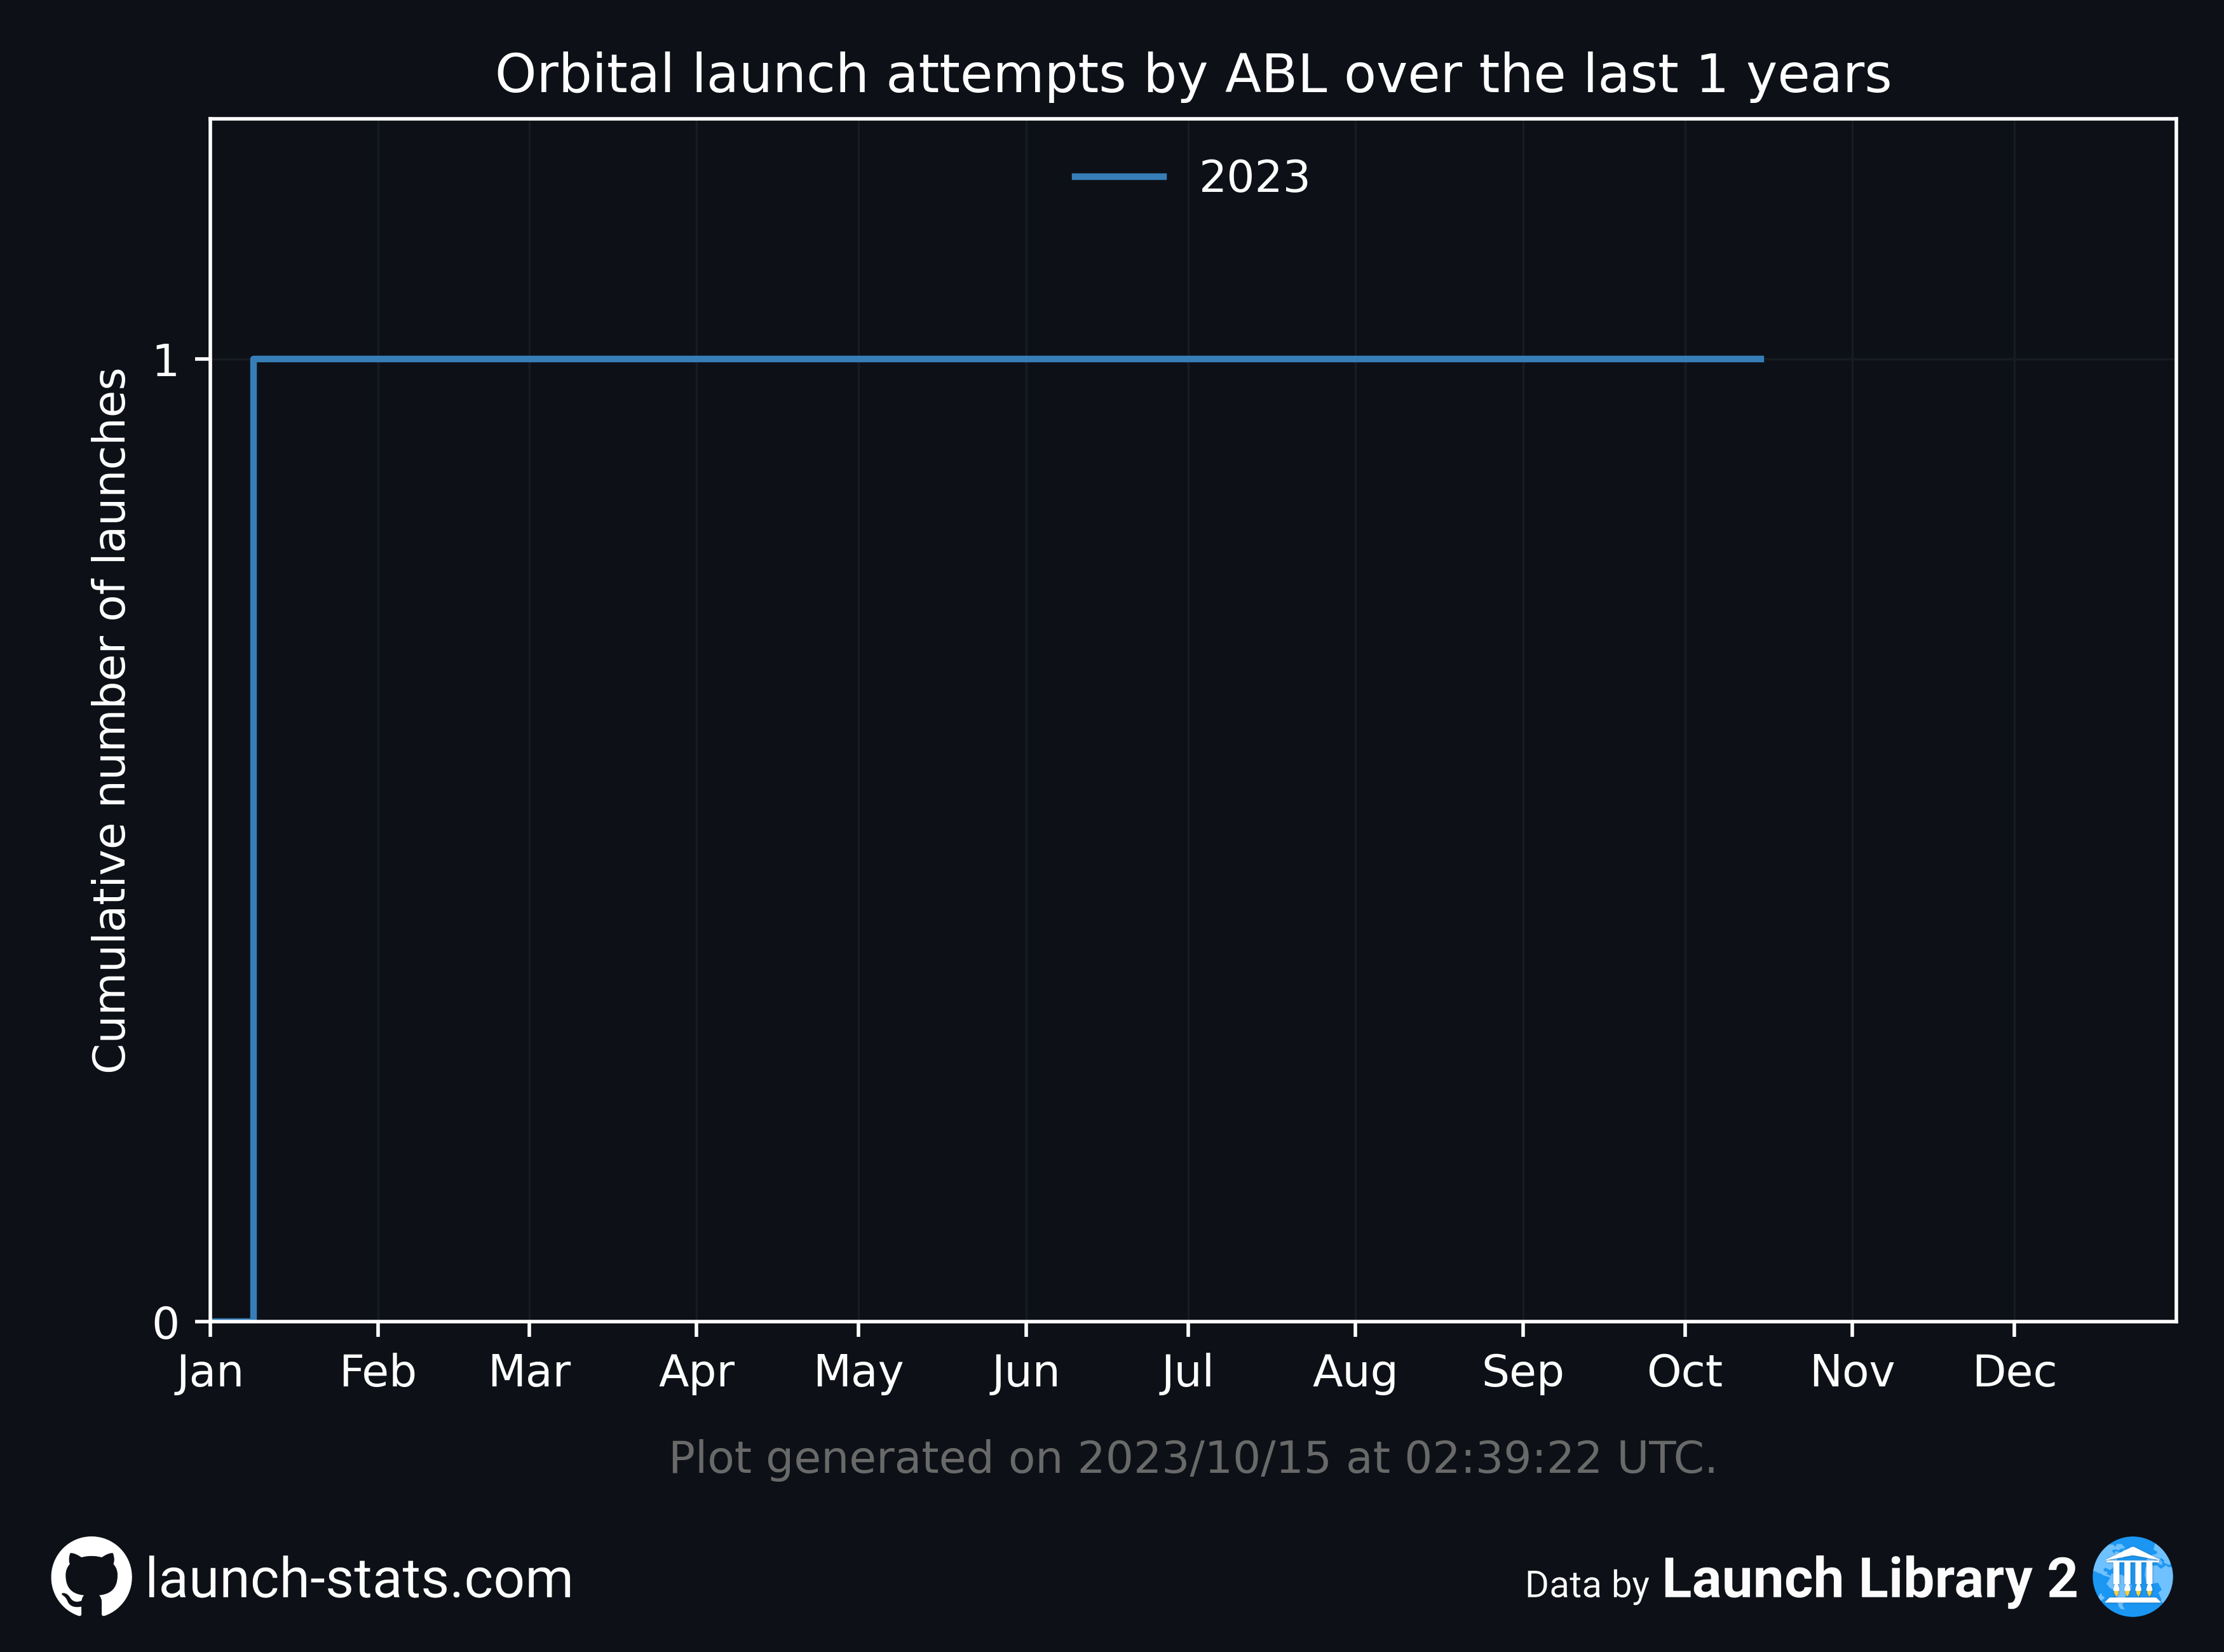 Orbital launch attempts by ABL over the last 1 years
2023
Cumulative number of launches
1
0
Jan Feb Mar Apr May Jun Jul Aug Sep Oct Nov Dec
Plot generated on 2023/10/15 at 02:39:22 UTC.
launch-stats.com
Data by Launch Library 2